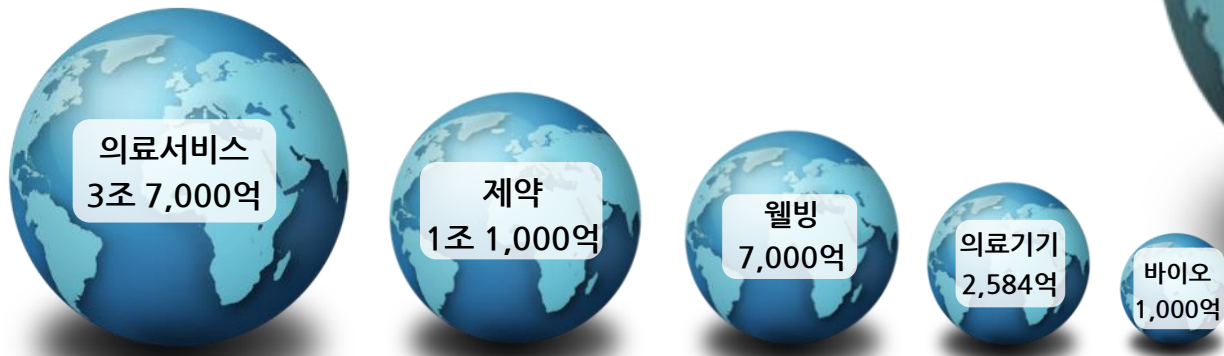 의료서비스
3조 7,000억
제약
1조 1,000억
웰빙
7,000억
의료기기
2,584억
바이오
1,000억